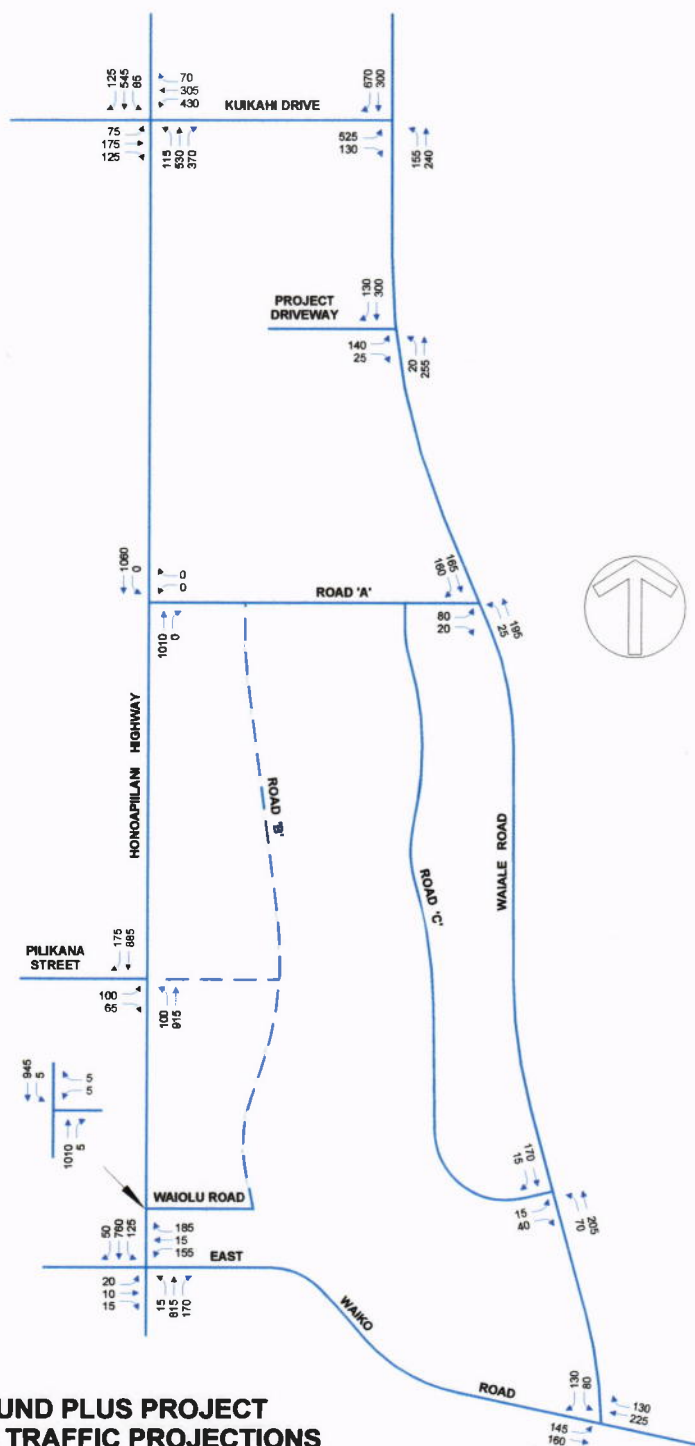 125 545 85
70
305
430
KUIKAHI DRIVE
670 300
75
175
125
115 530 370
525
130
155 240
130 300
PROJECT
DRIVEWAY
140
25
20 255
1060 0
0
0
ROAD 'A'
1010 0
160 165
80
20
25 195
HONOAPIILANI HIGHWAY
ROAD 'B'
ROAD 'C'
WAIALE ROAD
175 885
PILIKANA
STREET
100
65
100 915
945 5
5
5
1010 5
15 170
15
40
70 205
WAIOLU ROAD
50 760 125
185
15
155
EAST
20
10
15
15 815 170
WAIKO
ROAD
130 80
130
225
145
160
UND PLUS PROJECT
TRAFFIC PROJECTIONS